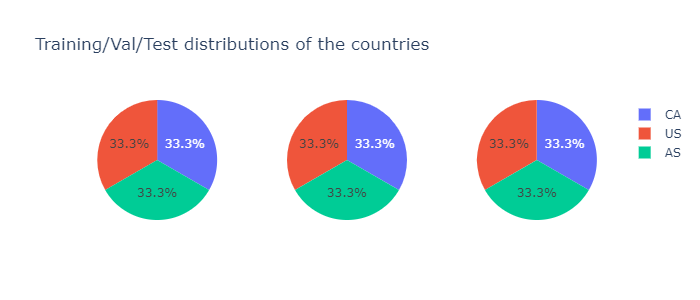 Training/Val/Test distributions of the countries
33.3% 33.3% 33.3% 33.3% 33.3% 33.3%
33.3% 33.3% 33.3%
CA
US
AS